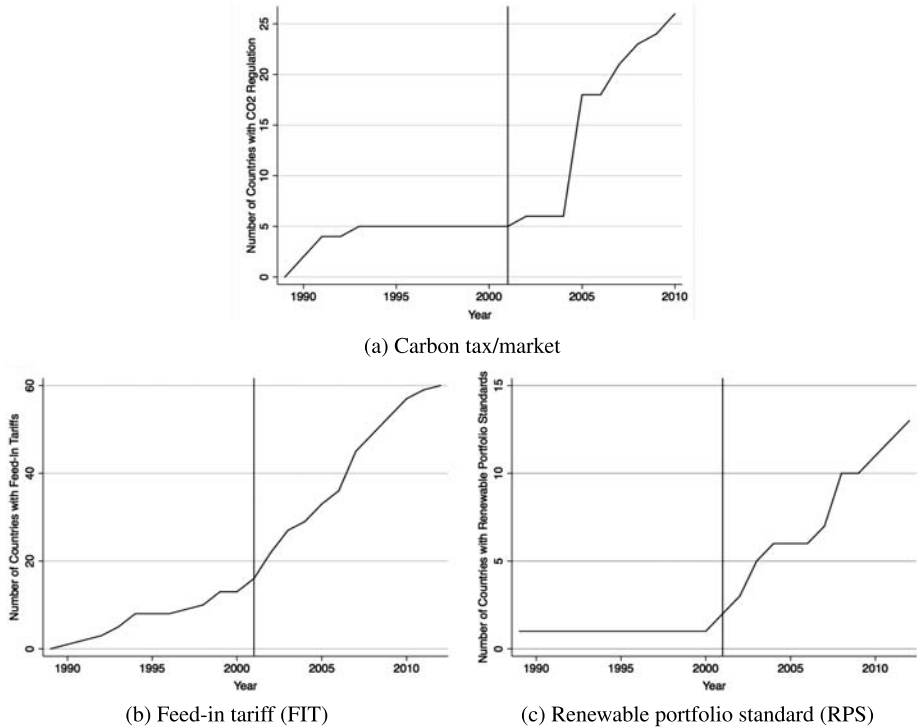 Number of Countries with CO2 Regulation
25
20
15
10
5
0
1990 1995 2000 2005 2010
Year
(a) Carbon tax/market
Number of Countries with Feed-In Tariffs
60
40
20
0
1990 1995 2000 2005 2010
Year
(b) Feed-in tariff (FIT)
Number of Countries with Renewable Portfolio Standards
15
10
5
0
1990 1995 2000 2005 2010
Year
(c) Renewable portfolio standard (RPS)